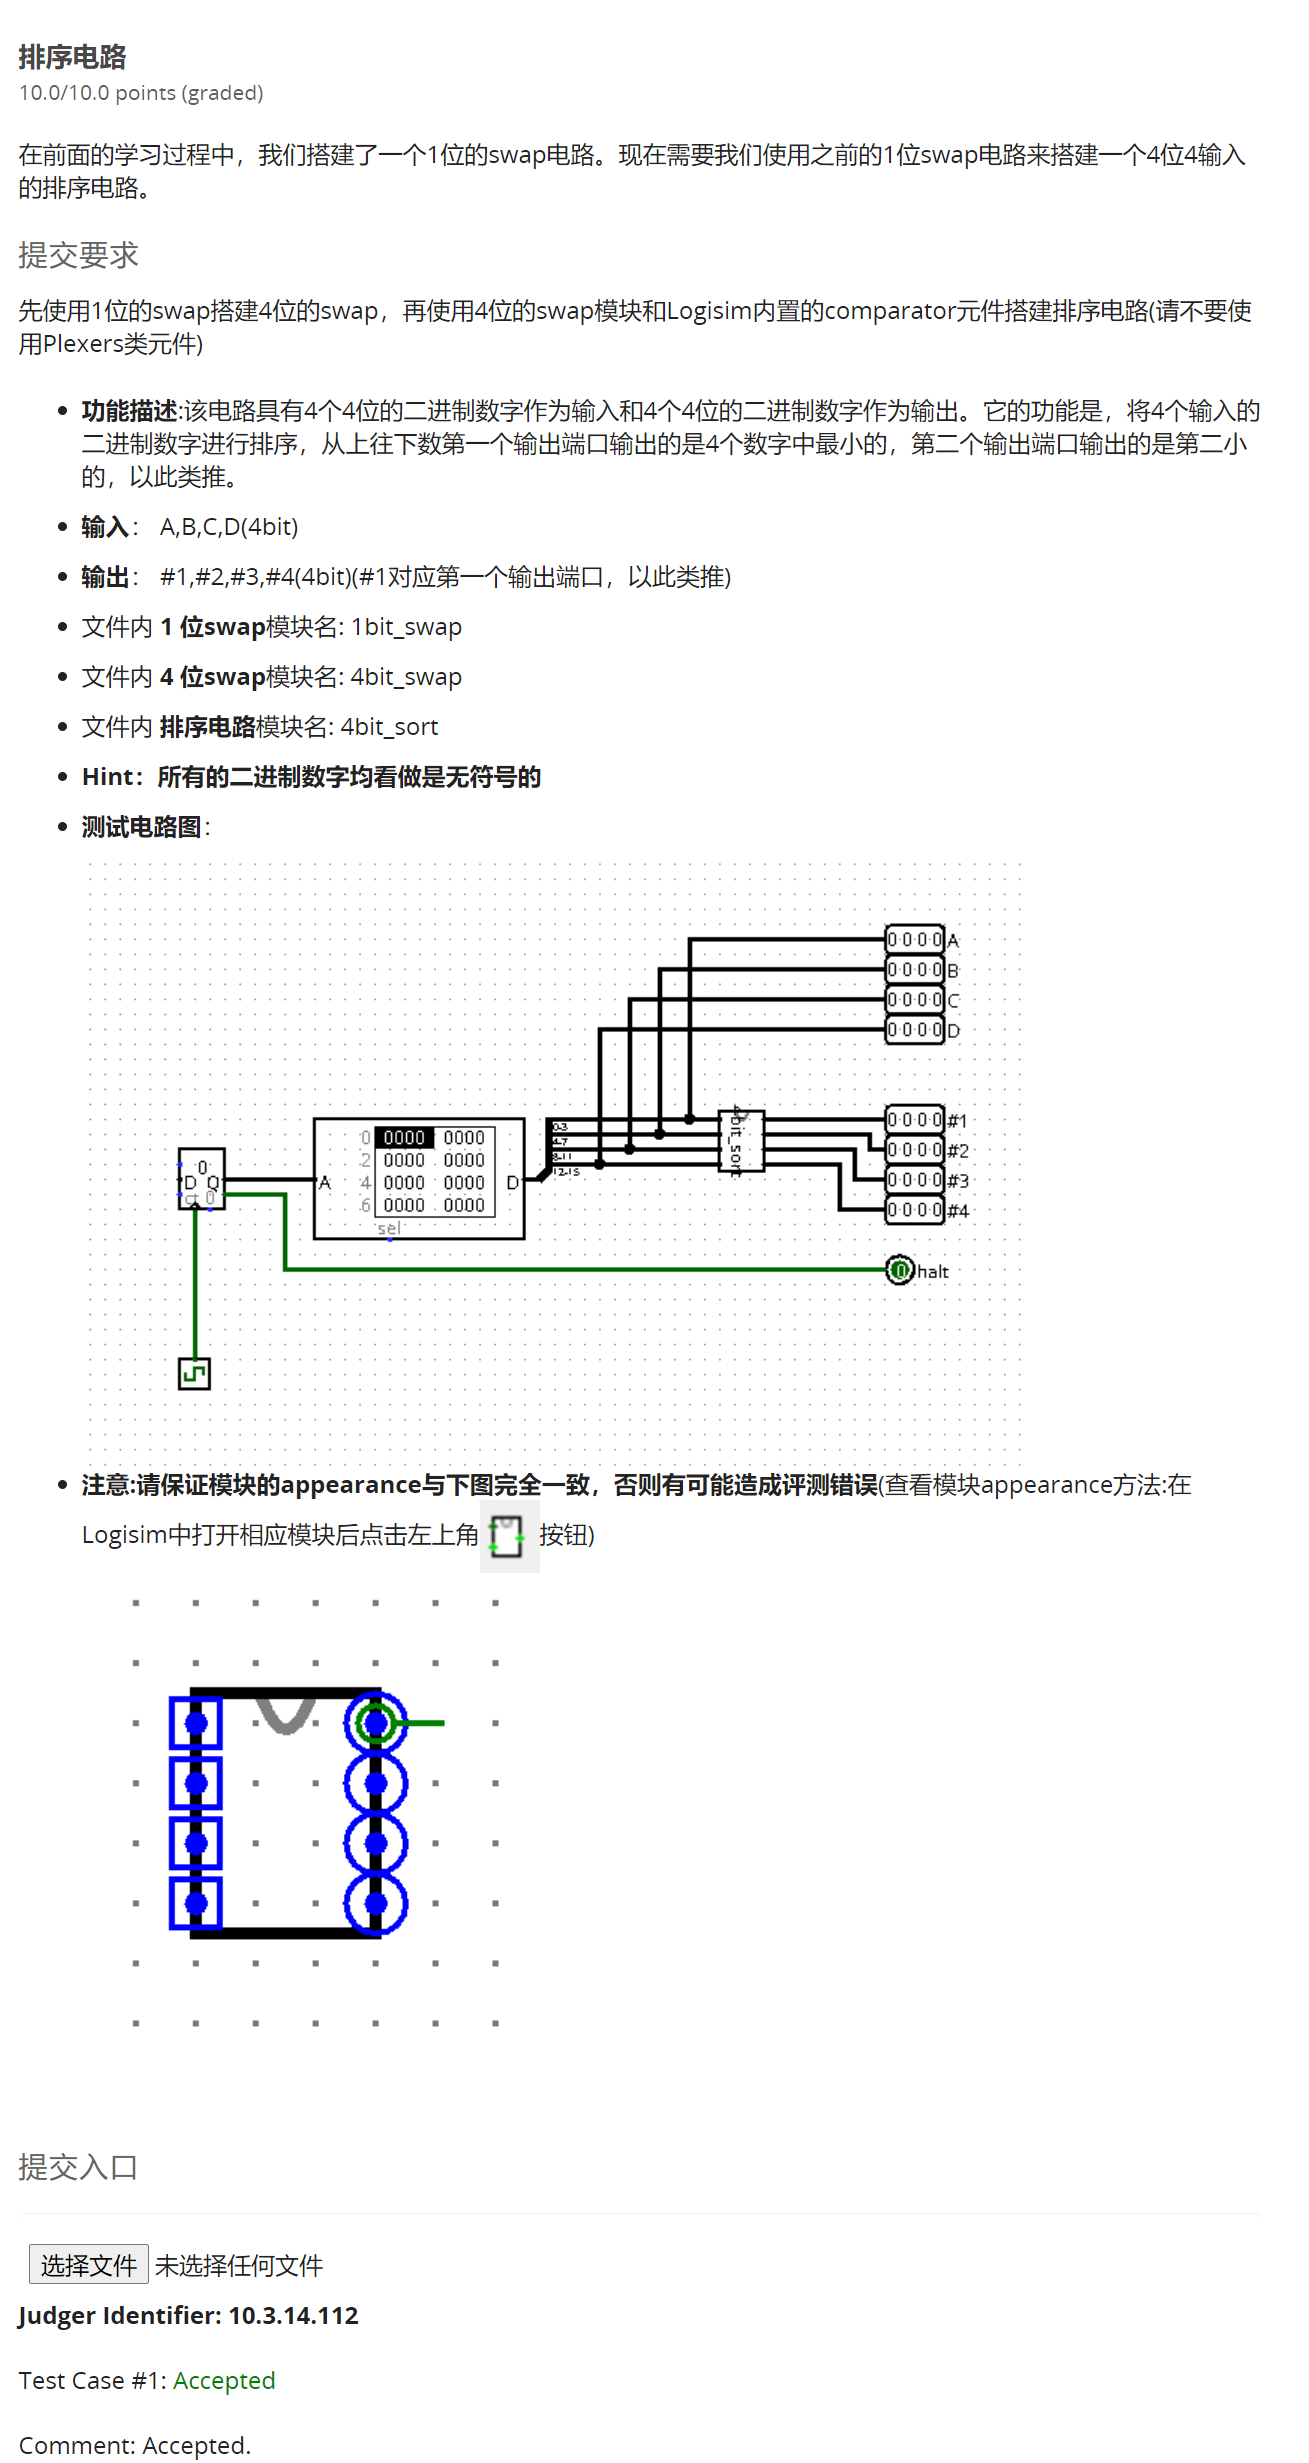 排序电路
10.0/10.0 points (graded)
在前面的学习过程中，我们搭建了一个1位的swap电路。现在需要我们使用之前的1位swap电路来搭建一个4位4输入
的排序电路。
提交要求
先使用1位的swap搭建4位的swap，再使用4位的swap模块和Logisim内置的comparator元件搭建排序电路(请不要使
用Plexers类元件)
功能描述:该电路具有4个4位的二进制数字作为输入和4个4位的二进制数字作为输出。它的功能是，将4个输入的
二进制数字进行排序，从上往下数第一个输出端口输出的是4个数字中最小的，第二个输出端口输出的是第二小
的，以此类推。
输入： A,B,C,D(4bit)
输出： #1,#2,#3,#4(4bit)(#1对应第一个输出端口，以此类推)
文件内 1 位swap模块名: 1bit_swap
文件内 4 位swap模块名: 4bit_swap
文件内 排序电路模块名: 4bit_sort
Hint：所有的二进制数字均看做是无符号的
测试电路图：
0000 A
0000 B
0000 C
0000 D
0
D Q
ct 0
A
0 0000 0000
2 0000 0000
4 0000 0000
6 0000 0000
sel
D
0-3
4-7
8-11
12-15
4bit_sort
0000 #1
0000 #2
0000 #3
0000 #4
0 halt
注意:请保证模块的appearance与下图完全一致，否则有可能造成评测错误(查看模块appearance方法:在
Logisim中打开相应模块后点击左上角 按钮)
提交入口
选择文件 未选择任何文件
Judger Identifier: 10.3.14.112
Test Case #1: Accepted
Comment: Accepted.